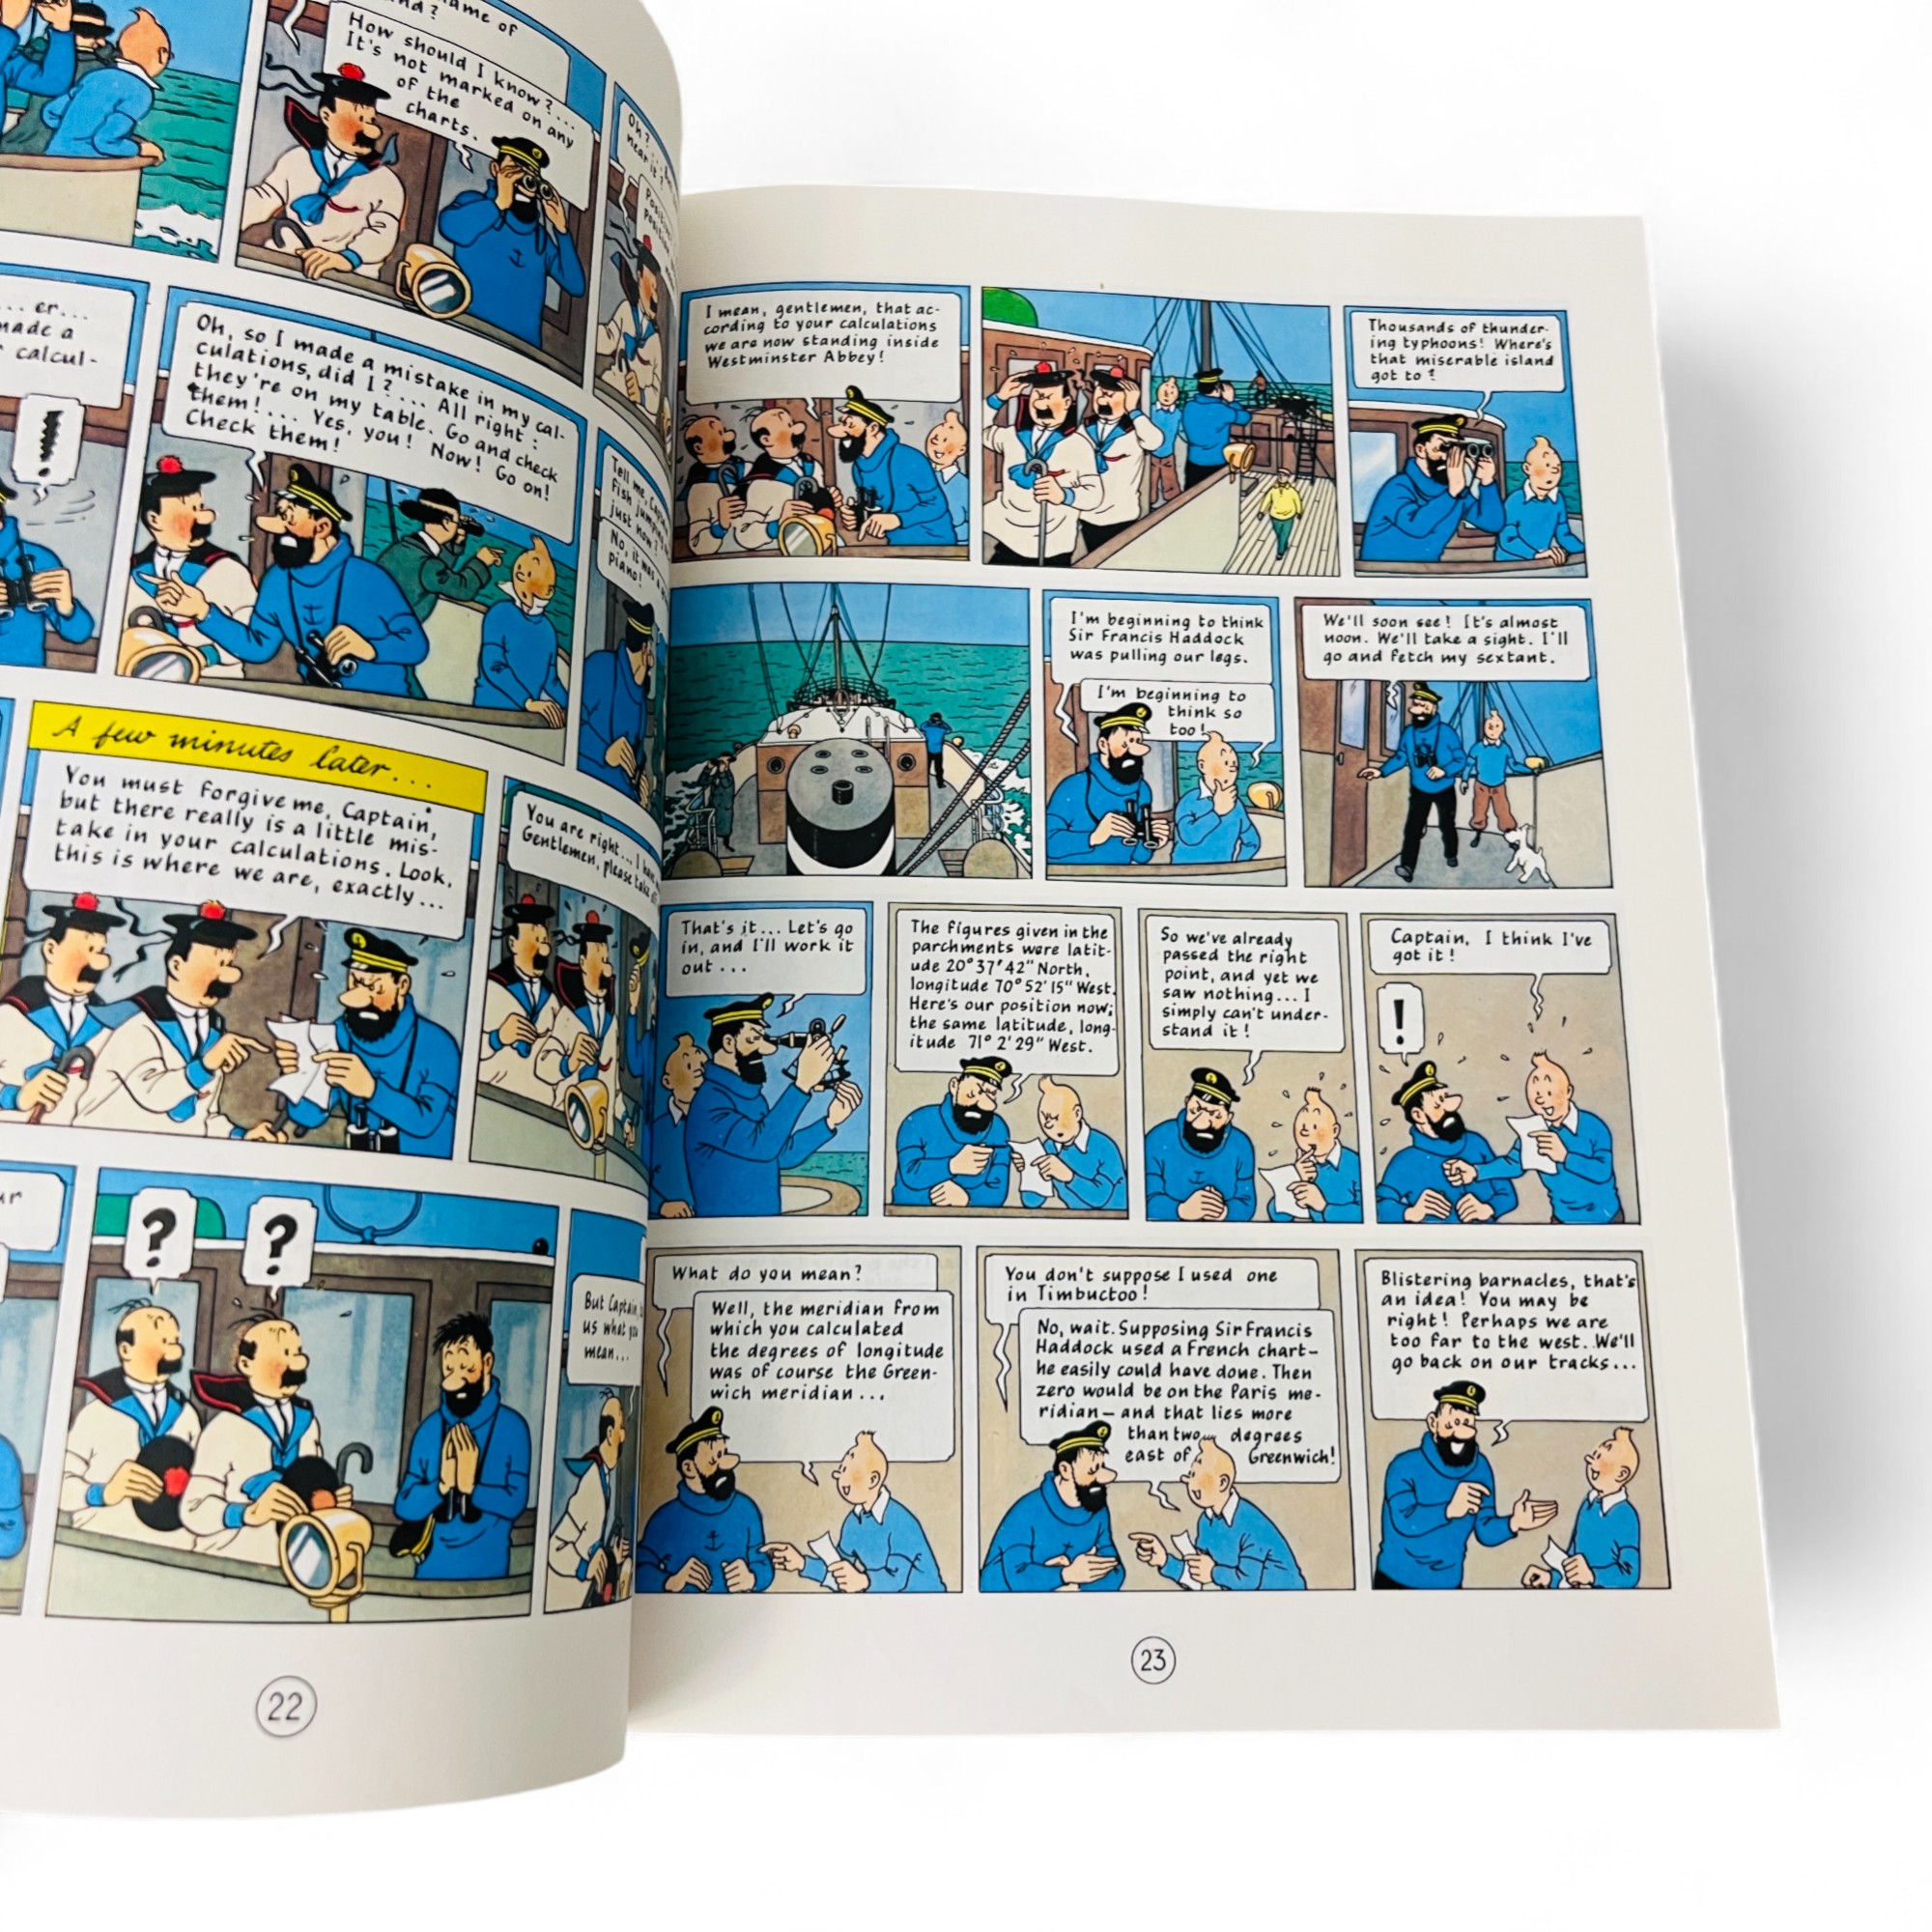 ame of
nd?
How should I know?...
It's not marked on any
of the
charts.
Oh?...
near it?
... er...
made a
calcul-
Oh, so I made a mistake in my cal-
culations, did I?... All right:
they're on my table. Go and check
them!... Yes, you! Now! Go on!
Check them!
Tell me, Capta
fish jumping
just now?
No, it was a
piano!
A few minutes later...
You must forgive me, Captain,
but there really is a little mis-
take in your calculations. Look,
this is where we are, exactly...
You are right... I have
Gentlemen, please take
?
?
But Captain,
us what you
mean...
22
I mean, gentlemen, that ac-
cording to your calculations
we are now standing inside
Westminster Abbey!
Thousands of thunder-
ing typhoons! Where's
that miserable island
got to?
I'm beginning to think
Sir Francis Haddock
was pulling our legs.
I'm beginning to
think so
too!
We'll soon see! It's almost
noon. We'll take a sight. I'll
go and fetch my sextant.
That's it... Let's go
in, and I'll work it
out...
The figures given in the
parchments were latit-
ude 20°37'42" North,
longitude 70°52'15" West.
Here's our position now;
the same latitude, long-
itude 71°2'29" West.
So we've already
passed the right
point, and yet we
saw nothing... I
simply can't under-
stand it!
Captain, I think I've
got it!
!
What do you mean?
Well, the meridian from
which you calculated
the degrees of longitude
was of course the Green-
wich meridian...
You don't suppose I used one
in Timbuctoo!
No, wait. Supposing Sir Francis
Haddock used a French chart—
he easily could have done. Then
zero would be on the Paris me-
ridian—and that lies more
than two degrees
east of Greenwich!
Blistering barnacles, that's
an idea! You may be
right! Perhaps we are
too far to the west. We'll
go back on our tracks...
23